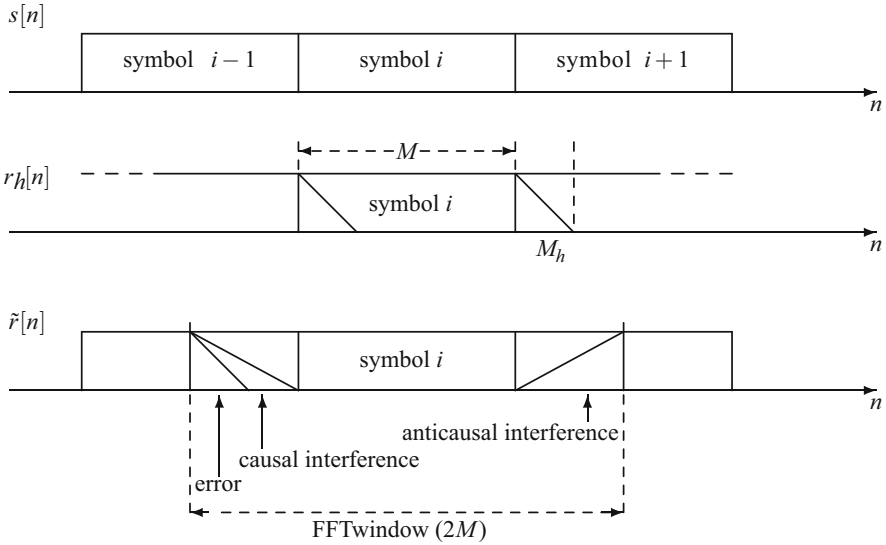 s[n]
symbol i − 1
symbol i
symbol i + 1
n
M
r_h[n]
symbol i
M_h
n
r̃[n]
symbol i
n
anticausal interference
causal interference
error
FFTwindow (2M)